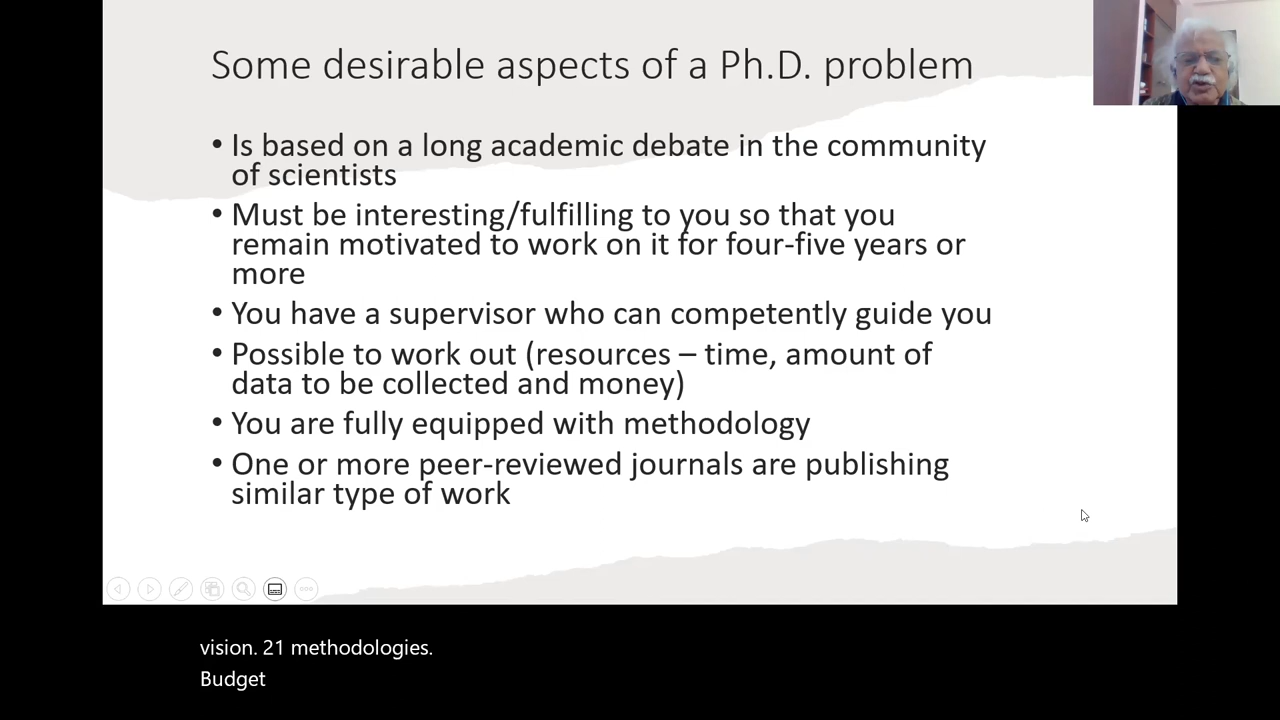 Some desirable aspects of a Ph.D. problem
• Is based on a long academic debate in the community
of scientists
• Must be interesting/fulfilling to you so that you
remain motivated to work on it for four-five years or
more
• You have a supervisor who can competently guide you
• Possible to work out (resources – time, amount of
data to be collected and money)
• You are fully equipped with methodology
• One or more peer-reviewed journals are publishing
similar type of work
vision. 21 methodologies.
Budget